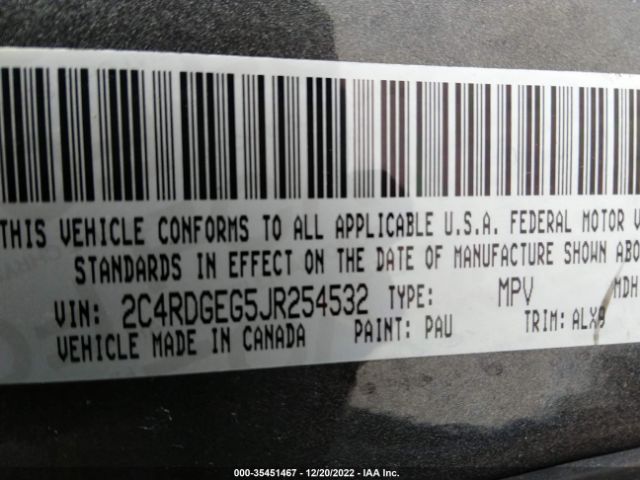 THIS VEHICLE CONFORMS TO ALL APPLICABLE U.S.A. FEDERAL MOTOR
STANDARDS IN EFFECT ON THE DATE OF MANUFACTURE SHOWN ABO
VIN: 2C4RDGEG5JR254532 TYPE: MPV MDH
VEHICLE MADE IN CANADA PAINT: PAU TRIM: ALX9
000-35451467 - 12/20/2022 - IAA Inc.